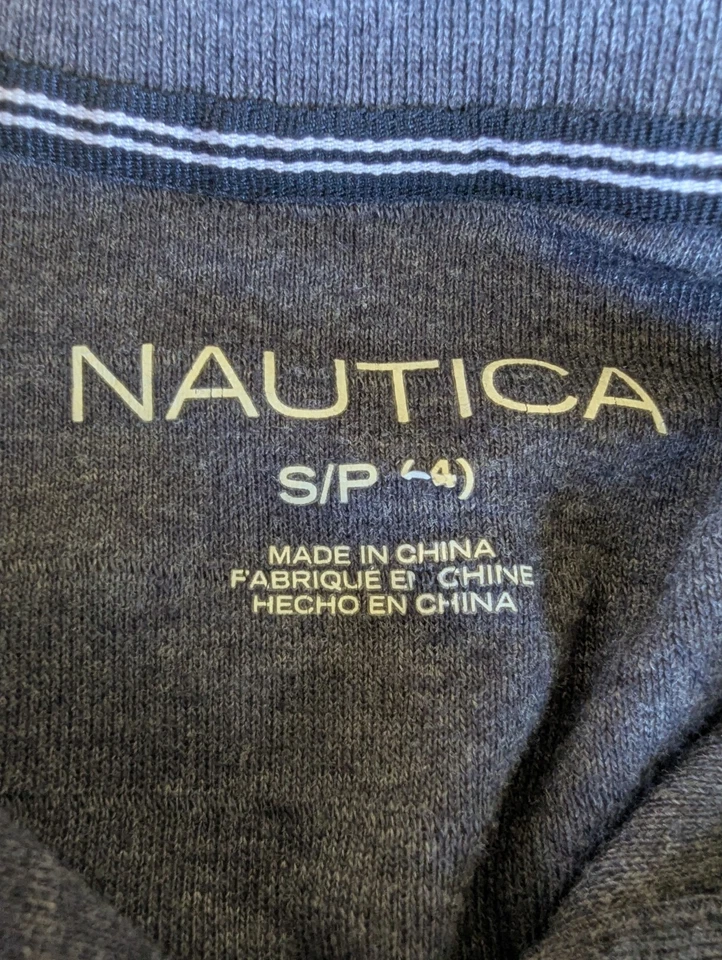 NAUTICA
S/P (-4)
MADE IN CHINA
FABRIQUÉ EN CHINE
HECHO EN CHINA